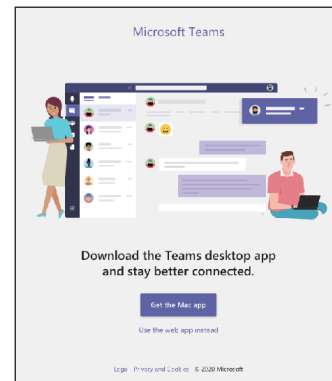 Microsoft Teams
Download the Teams desktop app
and stay better connected.
Get the Mac app
Use the web app instead
Legal Privacy and Cookies © 2020 Microsoft